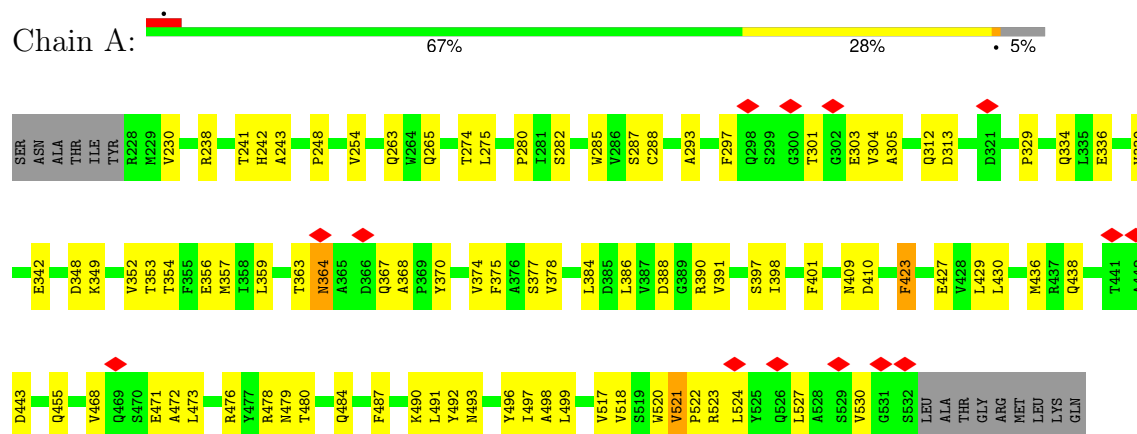 Chain A:
67% 28% • 5%
SER ASN ALA THR ILE TYR R228 M229 V230 R238 T241 H242 A243 P248 V254 Q263 W264 Q265 T274 L275 P280 I281 S282 W285 V286 S287 C288 A293 F297 Q298 S299 G300 T301 G302 E303 V304 A305 Q312 D313 D321 P329 Q334 L335 E336
E342 D348 K349 V352 T353 T354 F355 E356 M357 I358 L359 T363 N364 A365 D366 Q367 A368 P369 Y370 V374 F375 A376 S377 V378 L384 D385 L386 V387 D388 G389 R390 V391 S397 I398 F401 N409 D410 F423 E427 V428 L429 L430 M436 R437 Q438 T441
D443 Q455 V468 Q469 S470 E471 A472 L473 R476 Y477 R478 N479 T480 Q484 F487 K490 L491 Y492 N493 Y496 I497 A498 L499 V517 V518 S519 W520 V521 P522 R523 L524 Y525 Q526 L527 A528 S529 V530 G531 S532 LEU ALA THR GLY ARG MET LEU LYS GLN